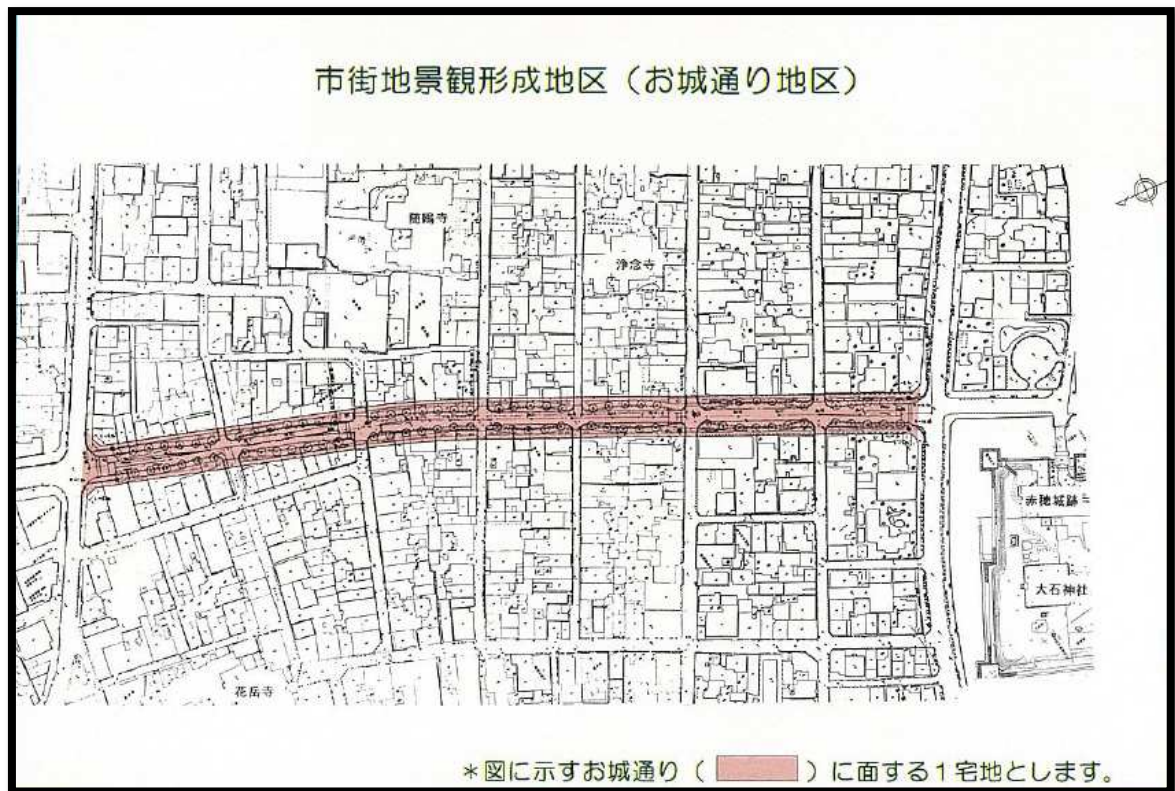 市街地景観形成地区（お城通り地区）
随鴎寺
浄念寺
赤穂城跡
大石神社
花岳寺
＊図に示すお城通り（　）に面する１宅地とします。